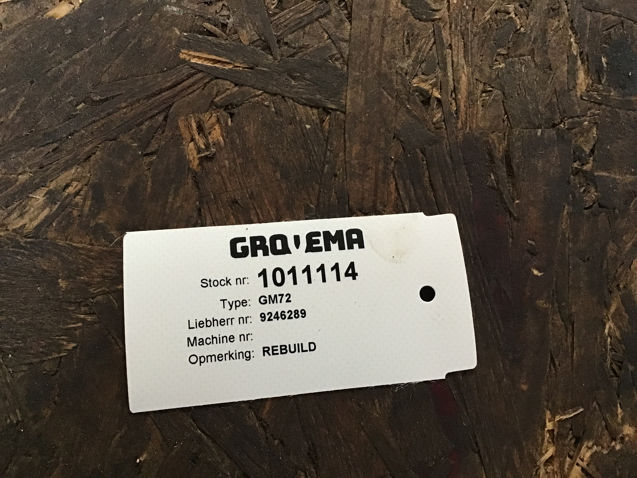 GROVEMA
Stock nr: 1011114
Type: GM72
Liebherr nr: 9246289
Machine nr:
Opmerking: REBUILD